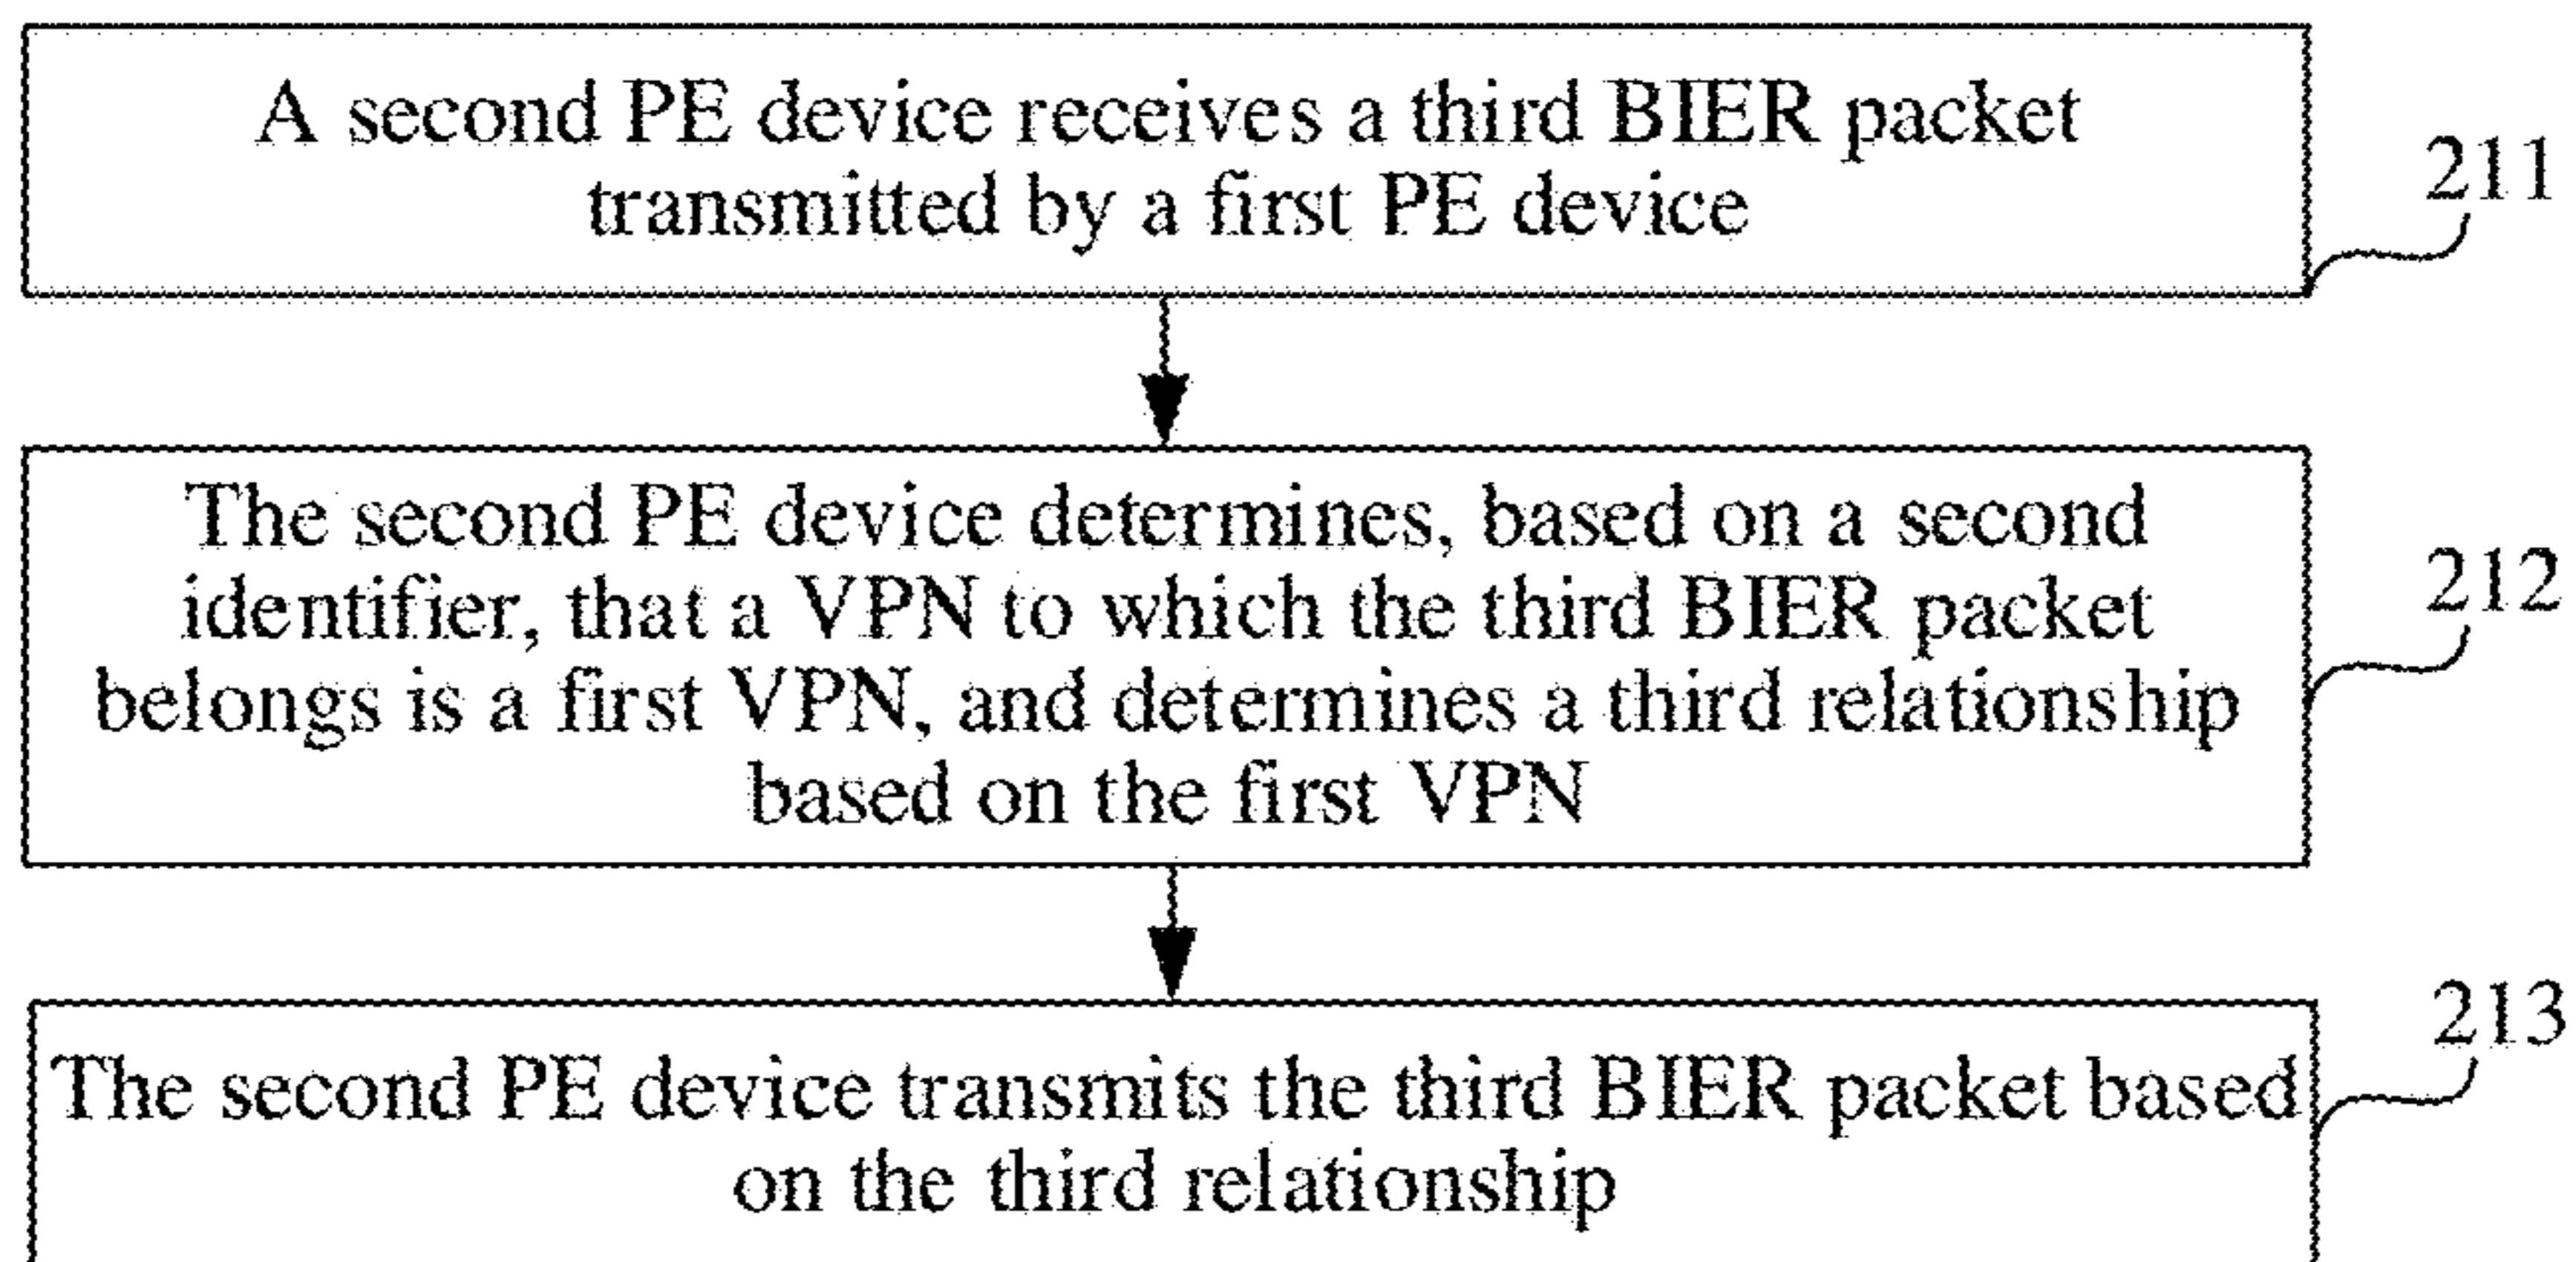 A second PE device receives a third BIER packet
transmitted by a first PE device
211
The second PE device determines, based on a second
identifier, that a VPN to which the third BIER packet
belongs is a first VPN, and determines a third relationship
based on the first VPN
212
The second PE device transmits the third BIER packet based
on the third relationship
213